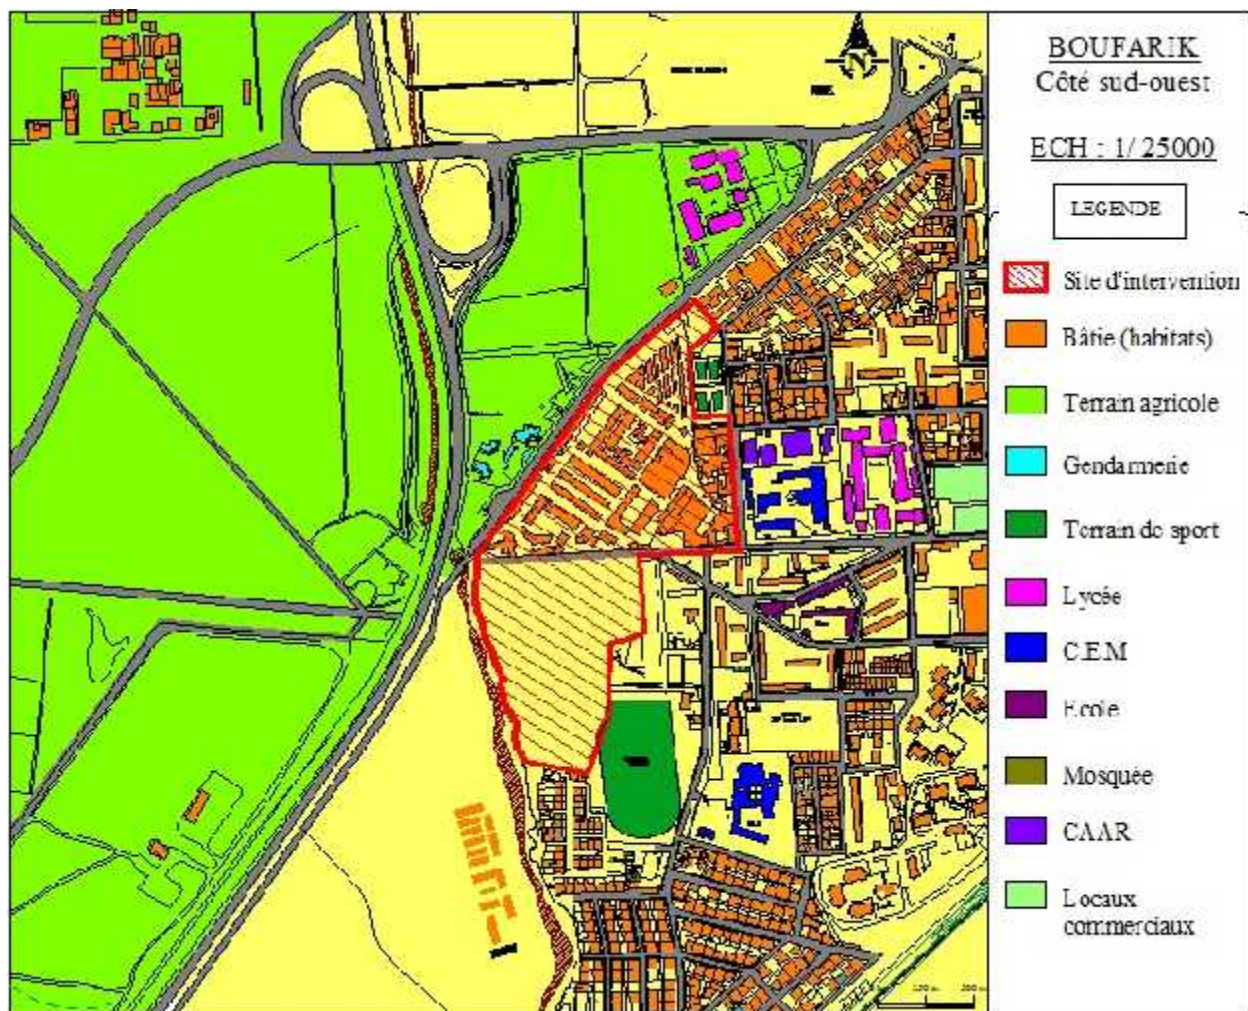 N
BOUFARIK
Côté sud-ouest
ECH : 1/ 25000
LEGENDE
Site d'intervention
Bâtie (habitats)
Terrain agricole
Gendarmerie
Terrain de sport
Lycée
C.E.M
Ecole
Mosquée
CAAR
Locaux
commerciaux